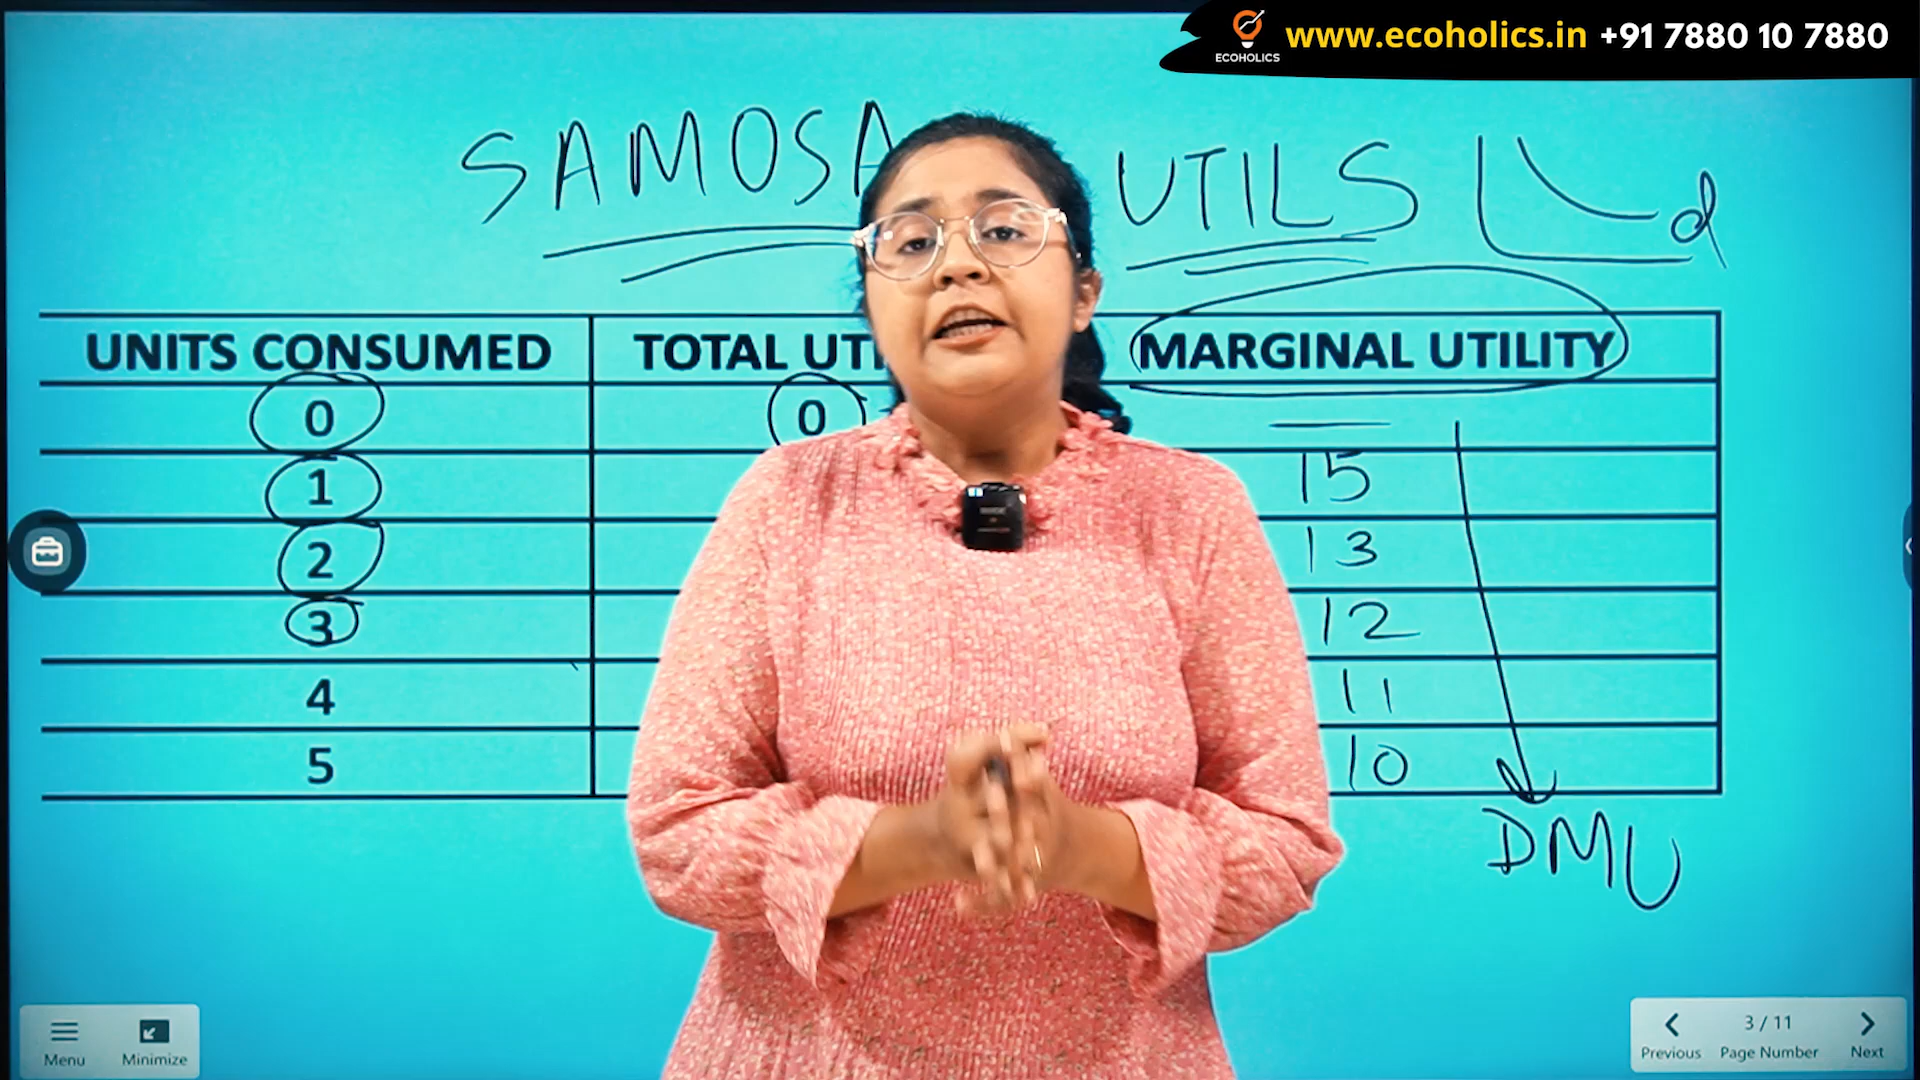 ECOHOLICS
www.ecoholics.in +91 7880 10 7880
SAMOSA UTILS d
UNITS CONSUMED TOTAL UTI MARGINAL UTILITY
0 0
1 15
2 13
3 12
4 11
5 10
DMU
Menu Minimize
3 / 11
Previous Page Number Next